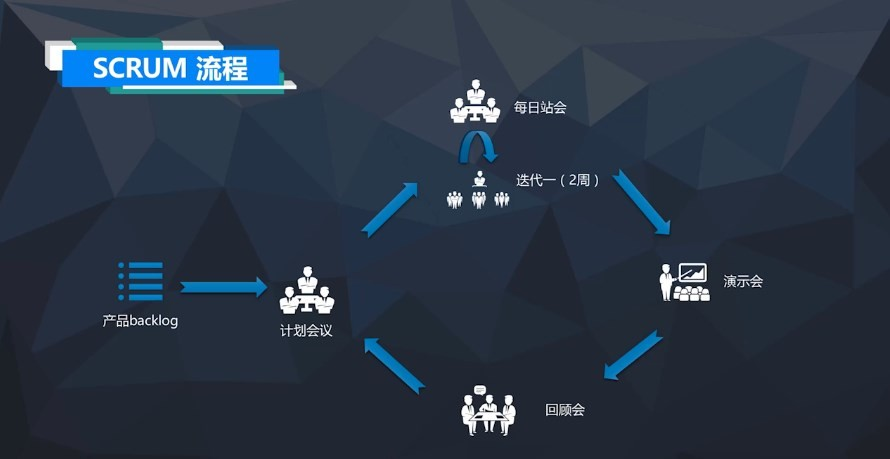 SCRUM 流程
每日站会
迭代一（2周）
演示会
产品backlog
计划会议
回顾会